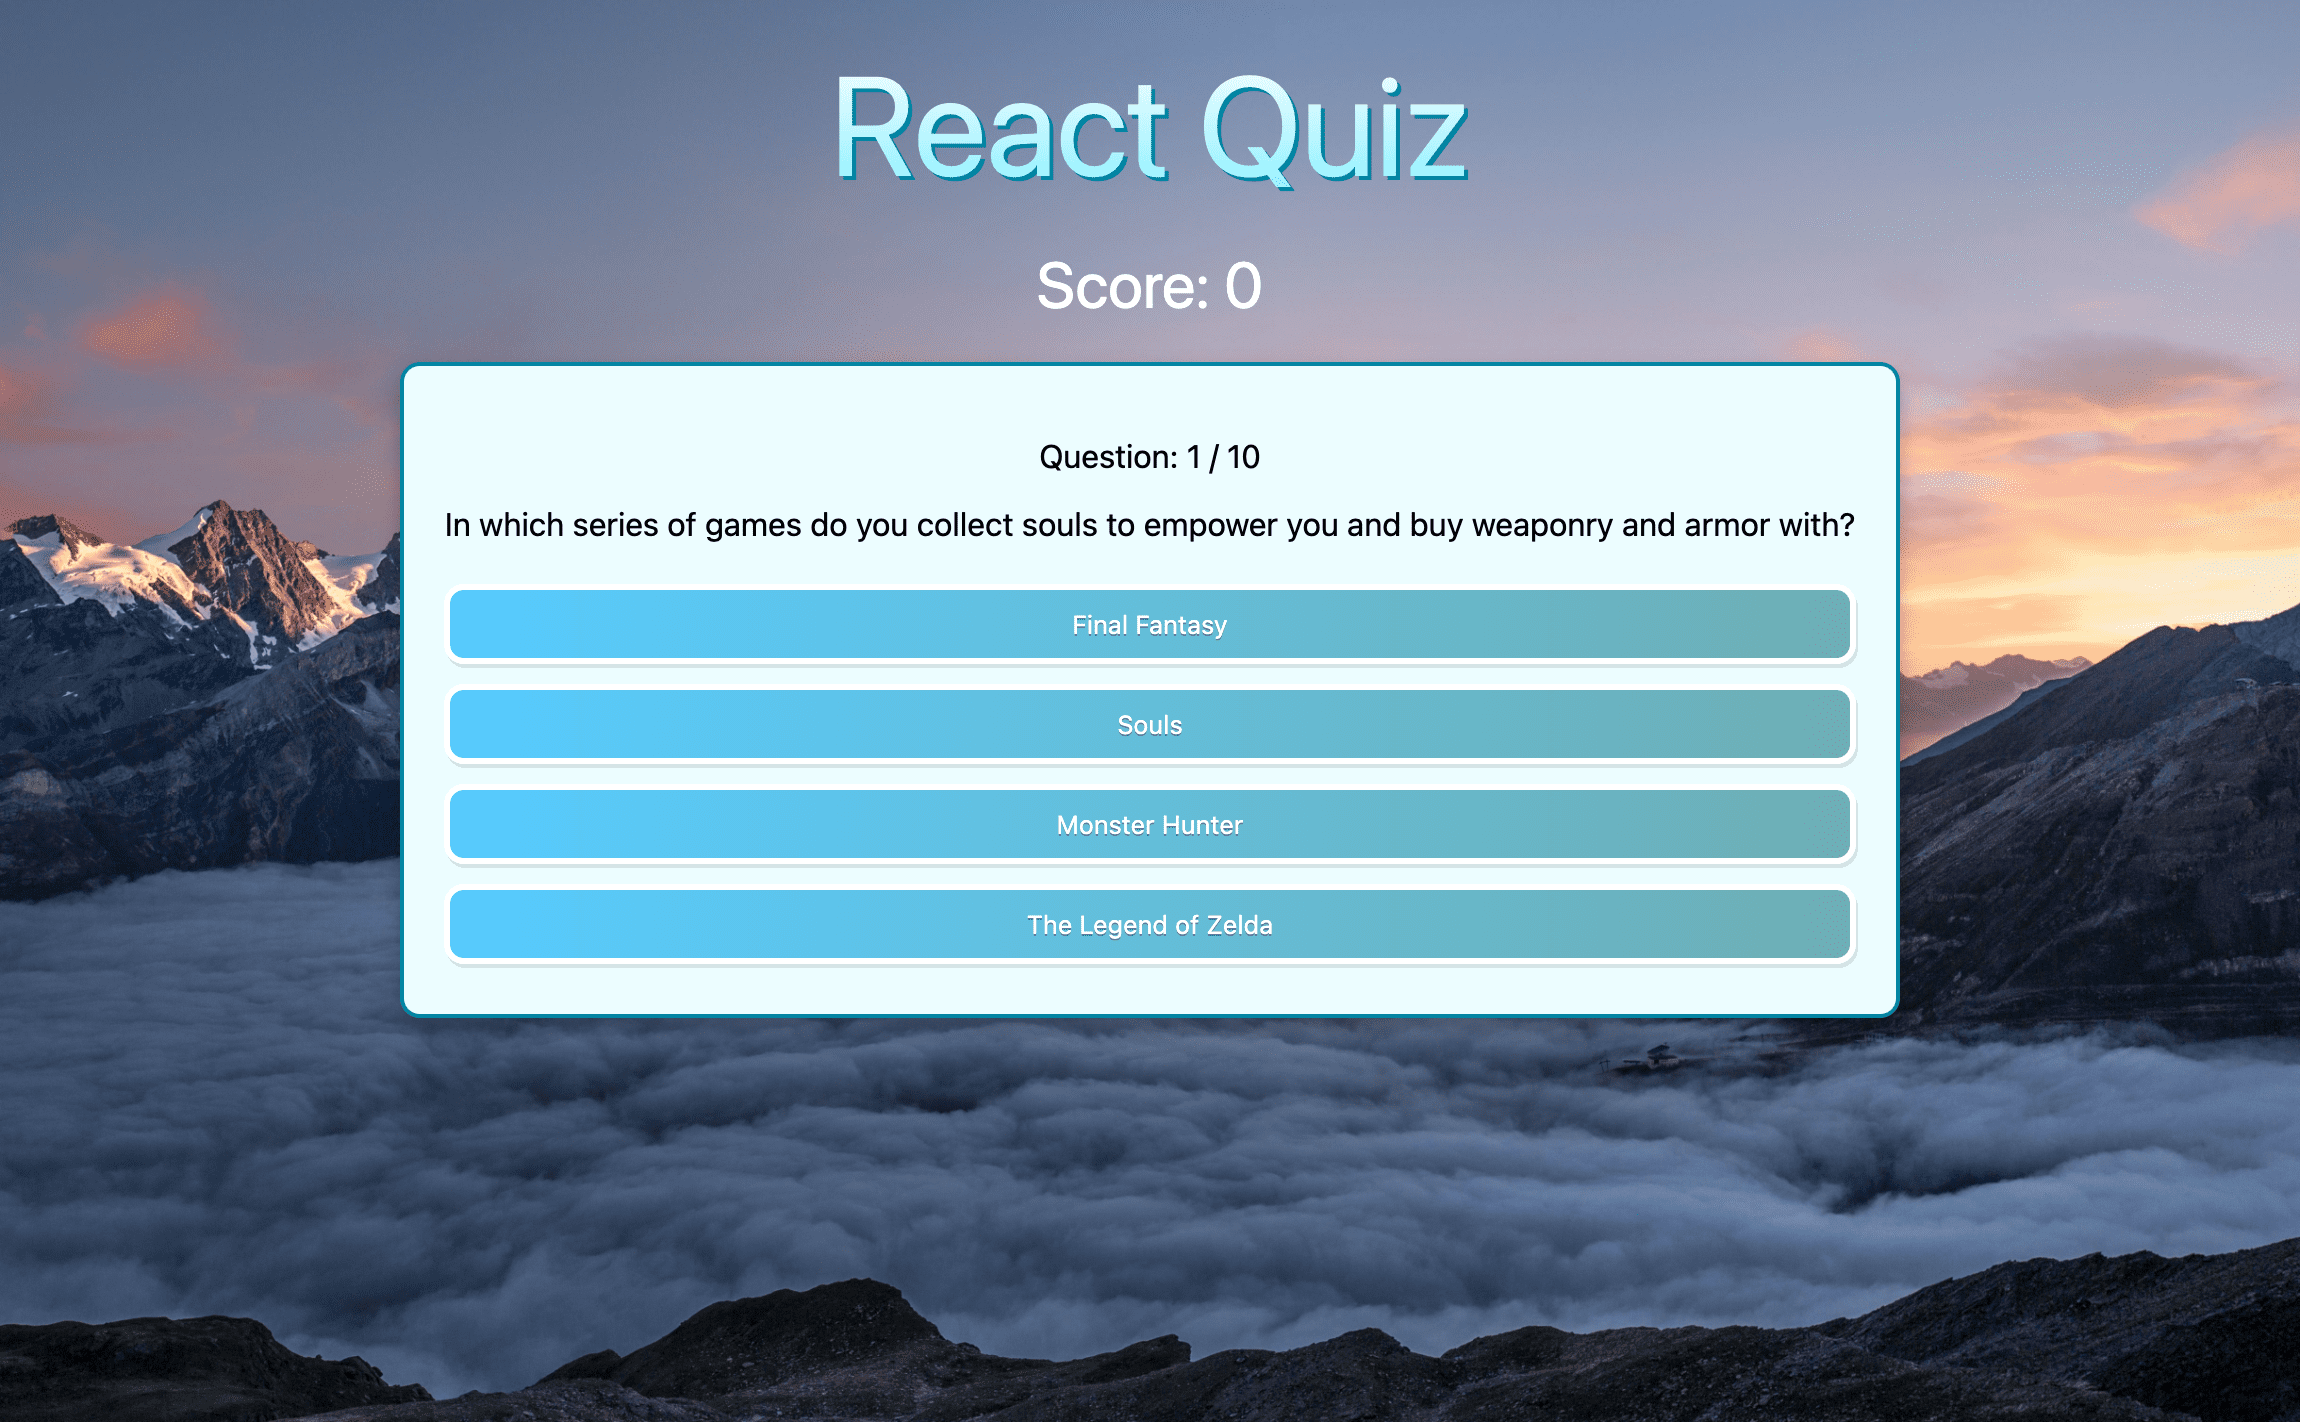 React Quiz
Score: 0
Question: 1 / 10
In which series of games do you collect souls to empower you and buy weaponry and armor with?
Final Fantasy
Souls
Monster Hunter
The Legend of Zelda